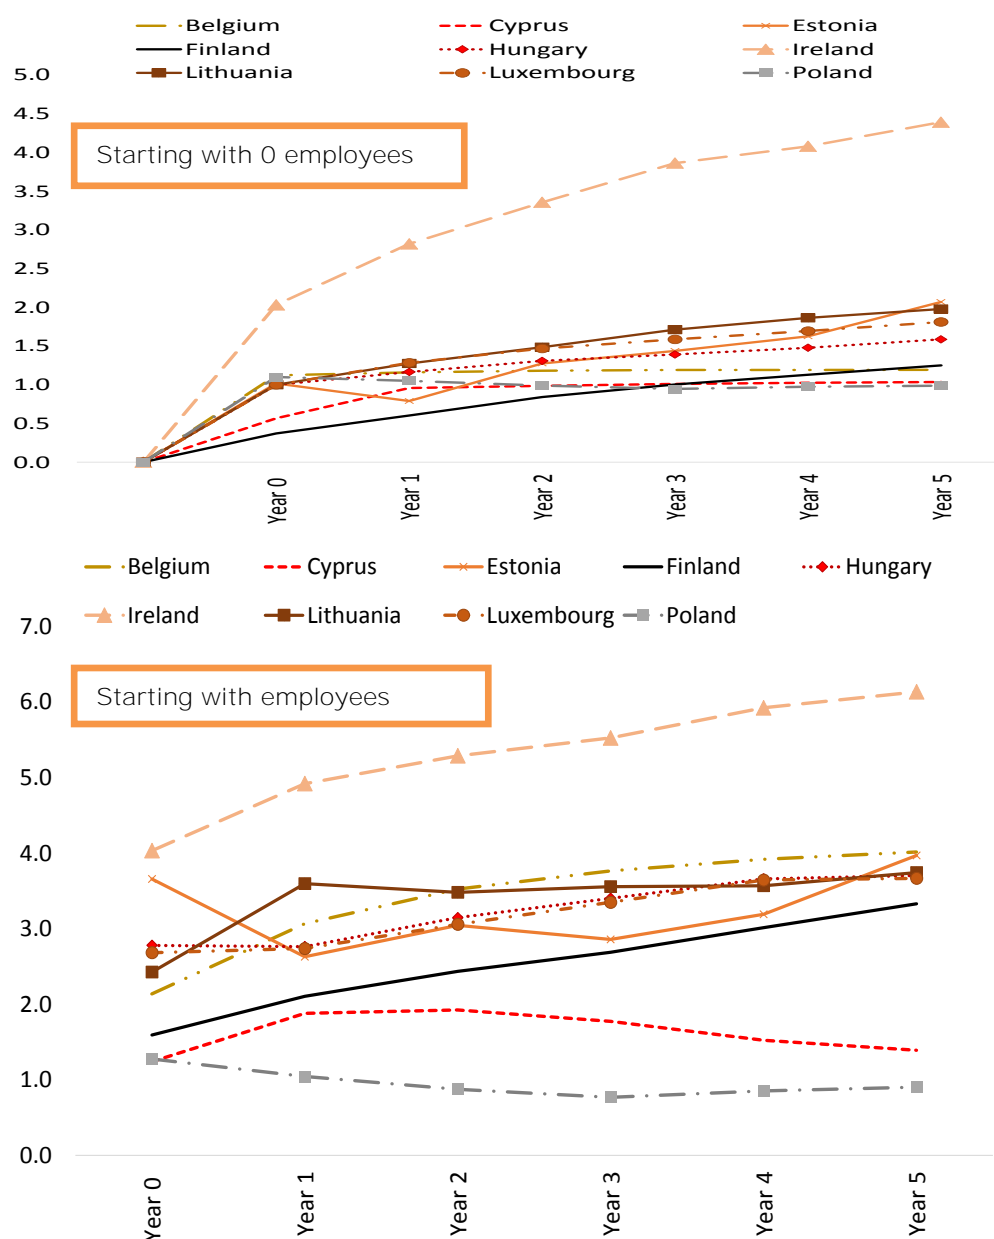 Belgium Cyprus Estonia
Finland Hungary Ireland
Lithuania Luxembourg Poland
5.0
4.5
Starting with 0 employees
4.0
3.5
3.0
2.5
2.0
1.5
1.0
0.5
0.0
Year 0 Year 1 Year 2 Year 3 Year 4 Year 5
Belgium Cyprus Estonia Finland Hungary
Ireland Lithuania Luxembourg Poland
7.0
Starting with employees
6.0
5.0
4.0
3.0
2.0
1.0
0.0
Year 0 Year 1 Year 2 Year 3 Year 4 Year 5